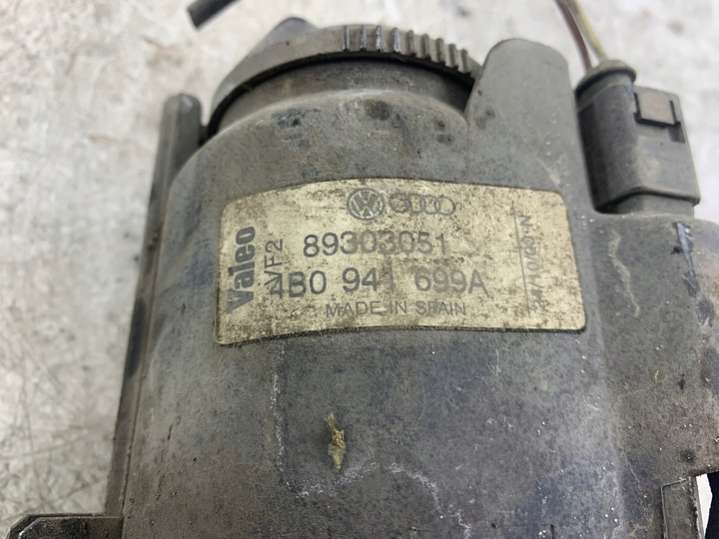 Valeo
VF2
89303051
4B0 941 699A
MADE IN SPAIN